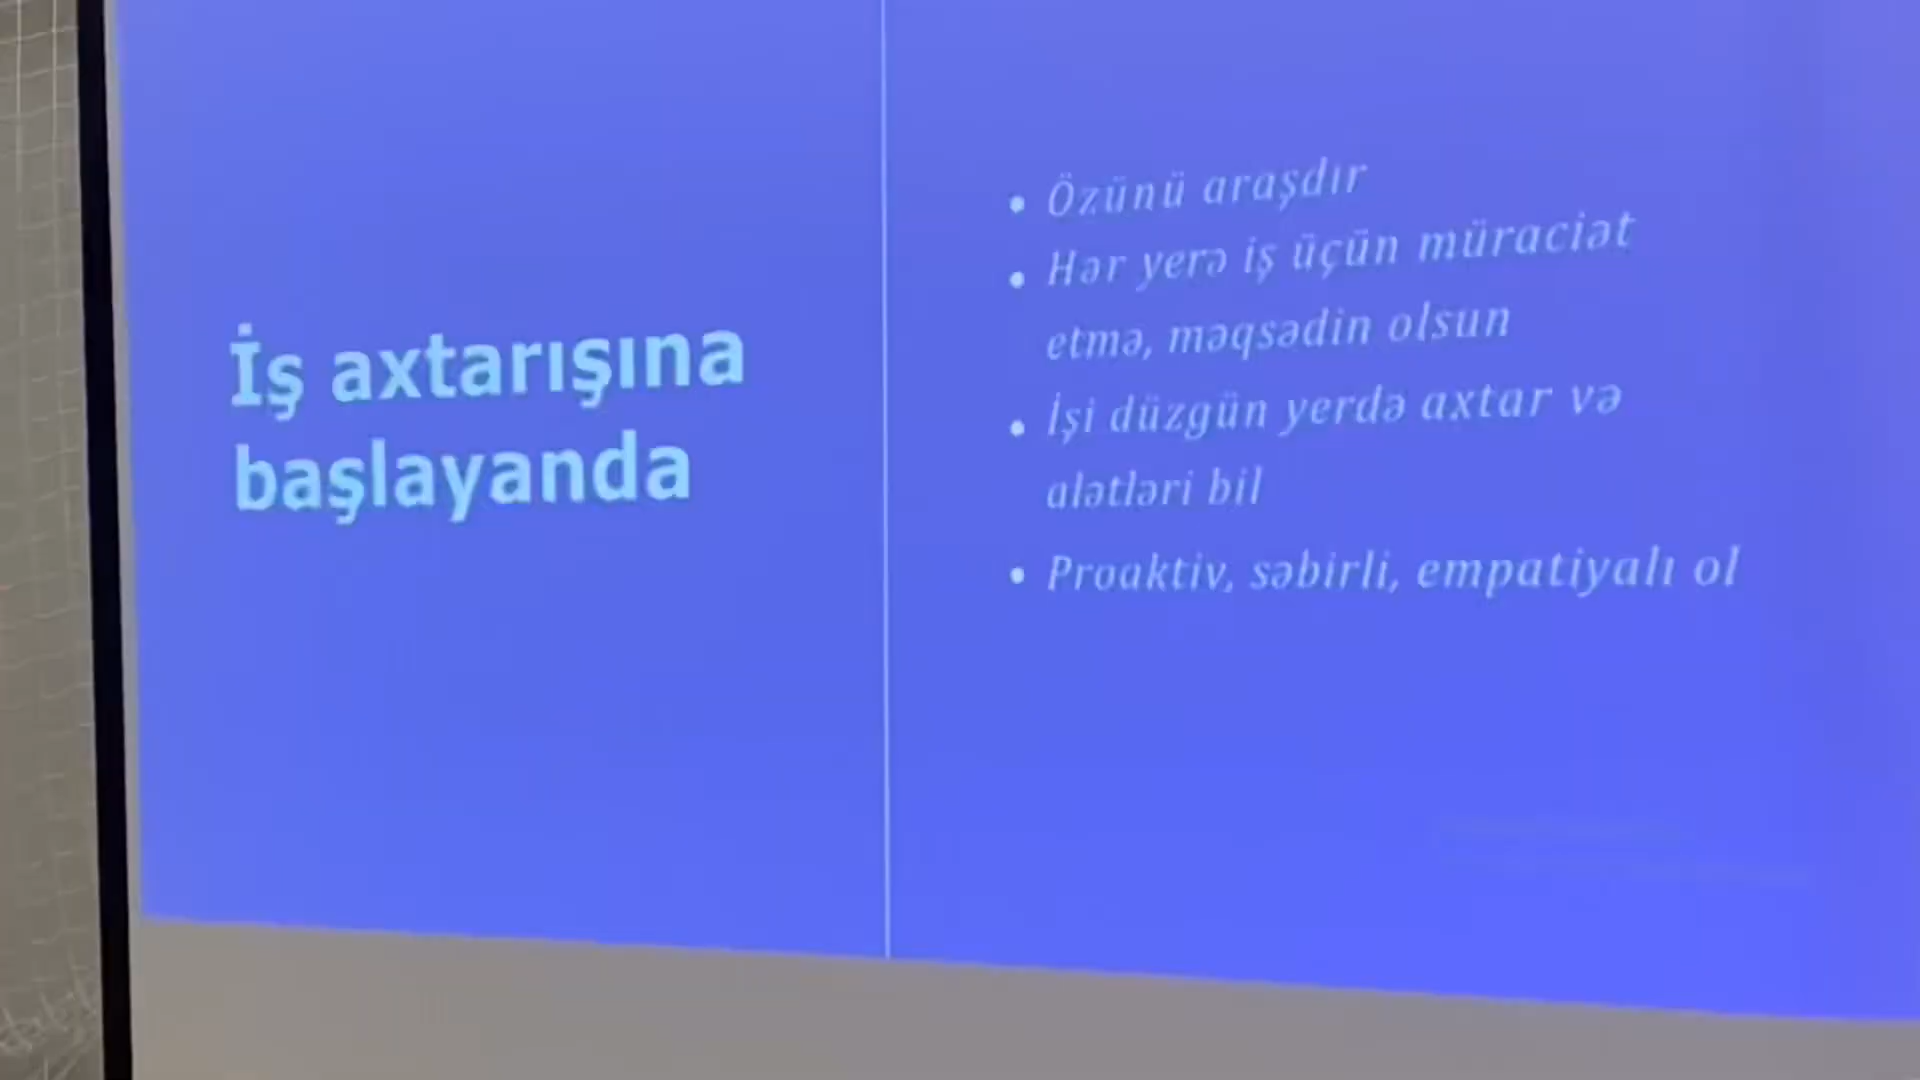 İş axtarışına
başlayanda
• Özünü araşdır
• Hər yerə iş üçün müraciət
etmə, məqsədin olsun
• İşi düzgün yerdə axtar və
alətləri bil
• Proaktiv, səbirli, empatiyalı ol